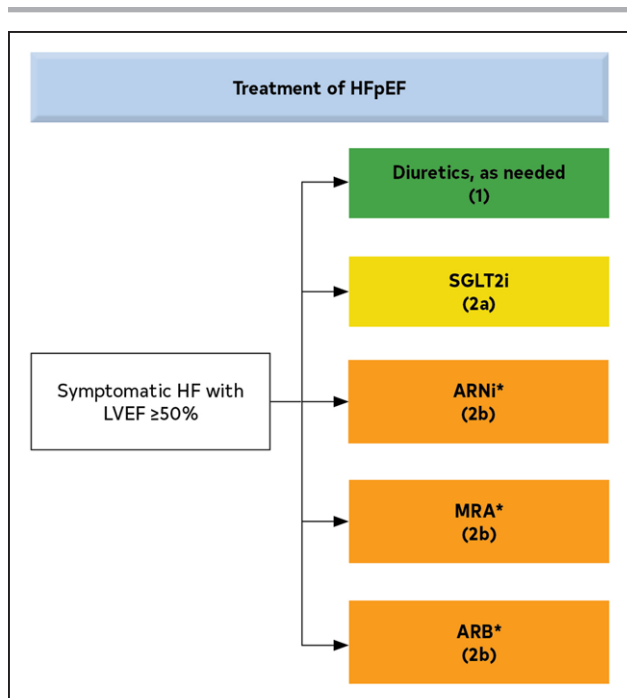 Treatment of HFpEF
Diuretics, as needed
(1)
SGLT2i
(2a)
Symptomatic HF with
LVEF ≥50%
ARNi*
(2b)
MRA*
(2b)
ARB*
(2b)